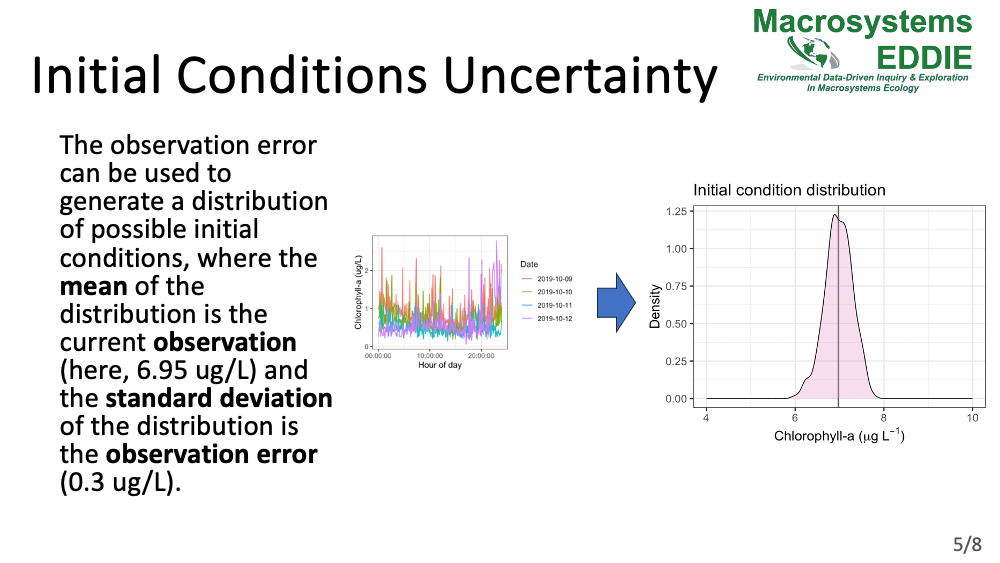 Macrosystems
EDDIE
Environmental Data-Driven Inquiry & Exploration
in Macrosystems Ecology
Initial Conditions Uncertainty
The observation error
can be used to
generate a distribution
of possible initial
conditions, where the
mean of the
distribution is the
current observation
(here, 6.95 ug/L) and
the standard deviation
of the distribution is
the observation error
(0.3 ug/L).
Chlorophyll-a (ug/L)
2
1
0
00:00:00 10:00:00 20:00:00
Hour of day
Date
2019-10-09
2019-10-10
2019-10-11
2019-10-12
Initial condition distribution
Density
1.25
1.00
0.75
0.50
0.25
0.00
4 6 8 10
Chlorophyll-a (μg L⁻¹)
5/8